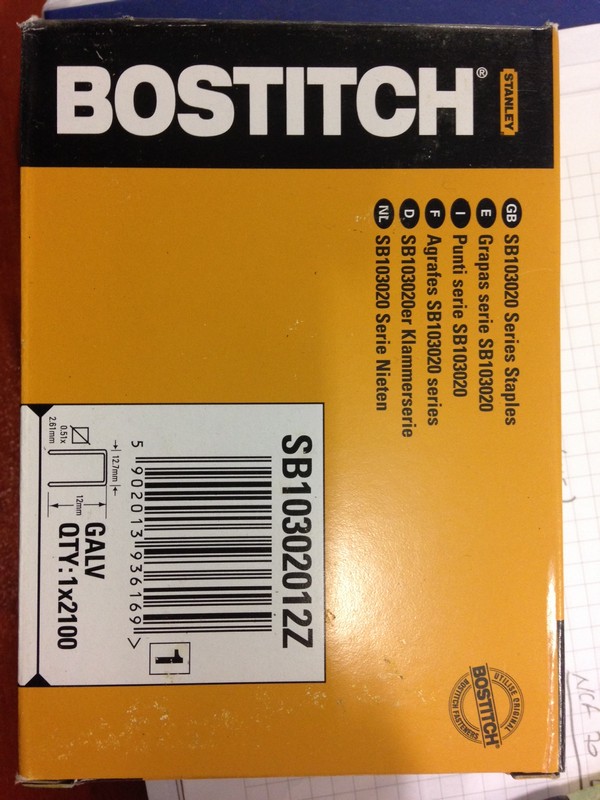 BOSTITCH®
STANLEY
GB SB103020 Series Staples
E Grapas serie SB103020
I Punti serie SB103020
F Agrafes SB103020 series
D SB103020er Klammerserie
NL SB103020 Serie Nieten
SB10302012Z
5 902013 936169 >
1
12.7mm
12mm
0.51x
2.61mm
GALV
QTY:1x2100
UTILISE ORIGINAL
BOSTITCH
BOSTITCH FASTENERS